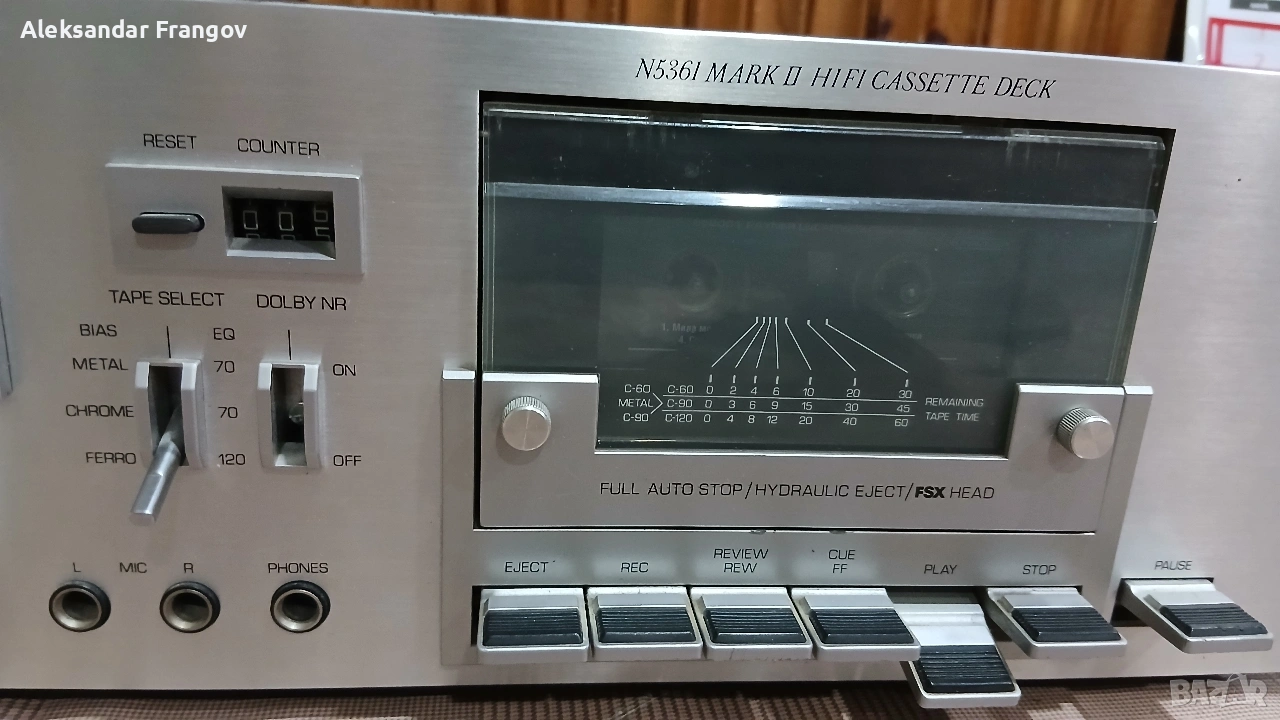 Aleksandar Frangov
N5361 MARK II HIFI CASSETTE DECK
RESET COUNTER
006
TAPE SELECT DOLBY NR
BIAS EQ
METAL 70 ON
CHROME 70
FERRO 120 OFF
C-60 C-60 0 2 4 6 10 20 30
METAL C-90 0 3 6 9 15 30 45 REMAINING
C-90 C-120 0 4 8 12 20 40 60 TAPE TIME
FULL AUTO STOP/HYDRAULIC EJECT/FSX HEAD
L MIC R PHONES
EJECT REC REVIEW REW CUE FF PLAY STOP PAUSE
BAZAR